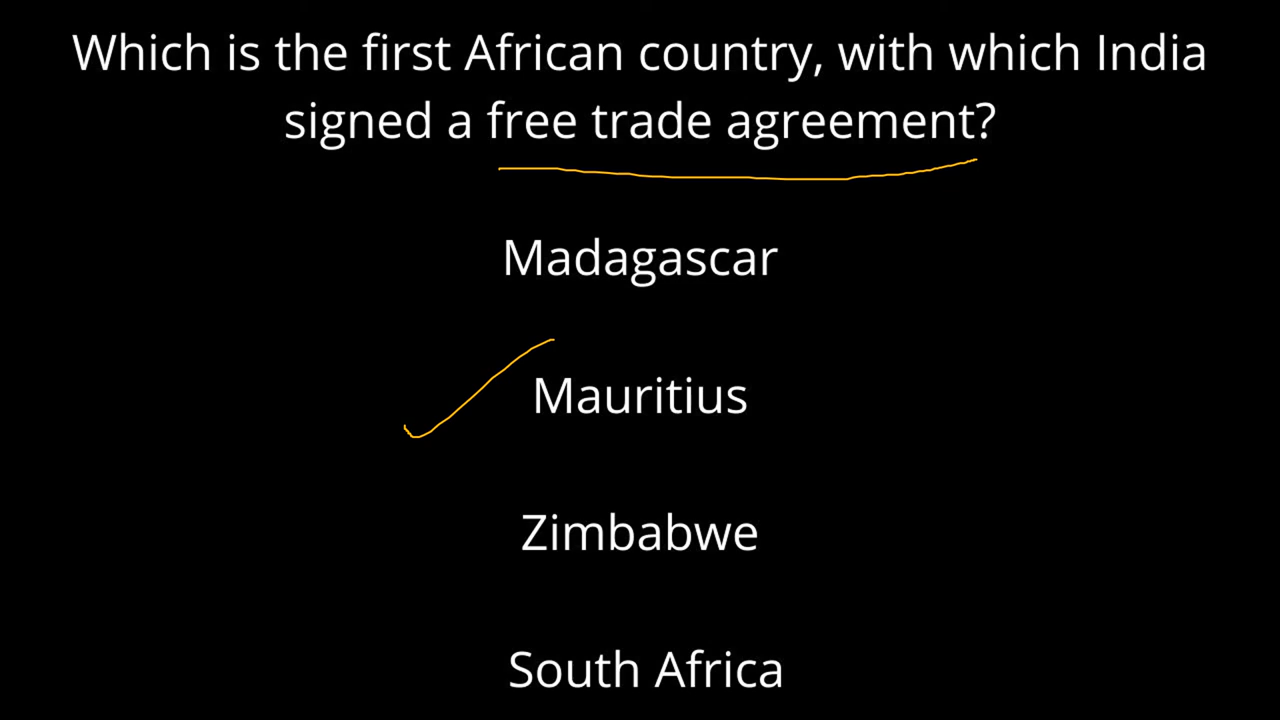 Which is the first African country, with which India
signed a free trade agreement?
Madagascar
Mauritius
Zimbabwe
South Africa